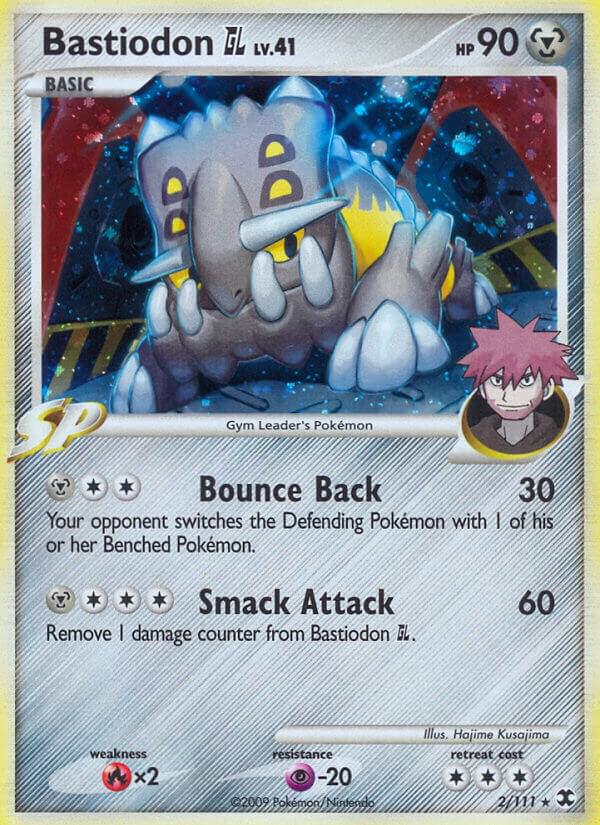 Bastiodon GL LV.41
HP 90
BASIC
SP
Gym Leader's Pokémon
Bounce Back 30
Your opponent switches the Defending Pokémon with 1 of his
or her Benched Pokémon.
Smack Attack 60
Remove 1 damage counter from Bastiodon GL.
Illus. Hajime Kusajima
weakness resistance retreat cost
×2 -20
©2009 Pokémon/Nintendo 2/111